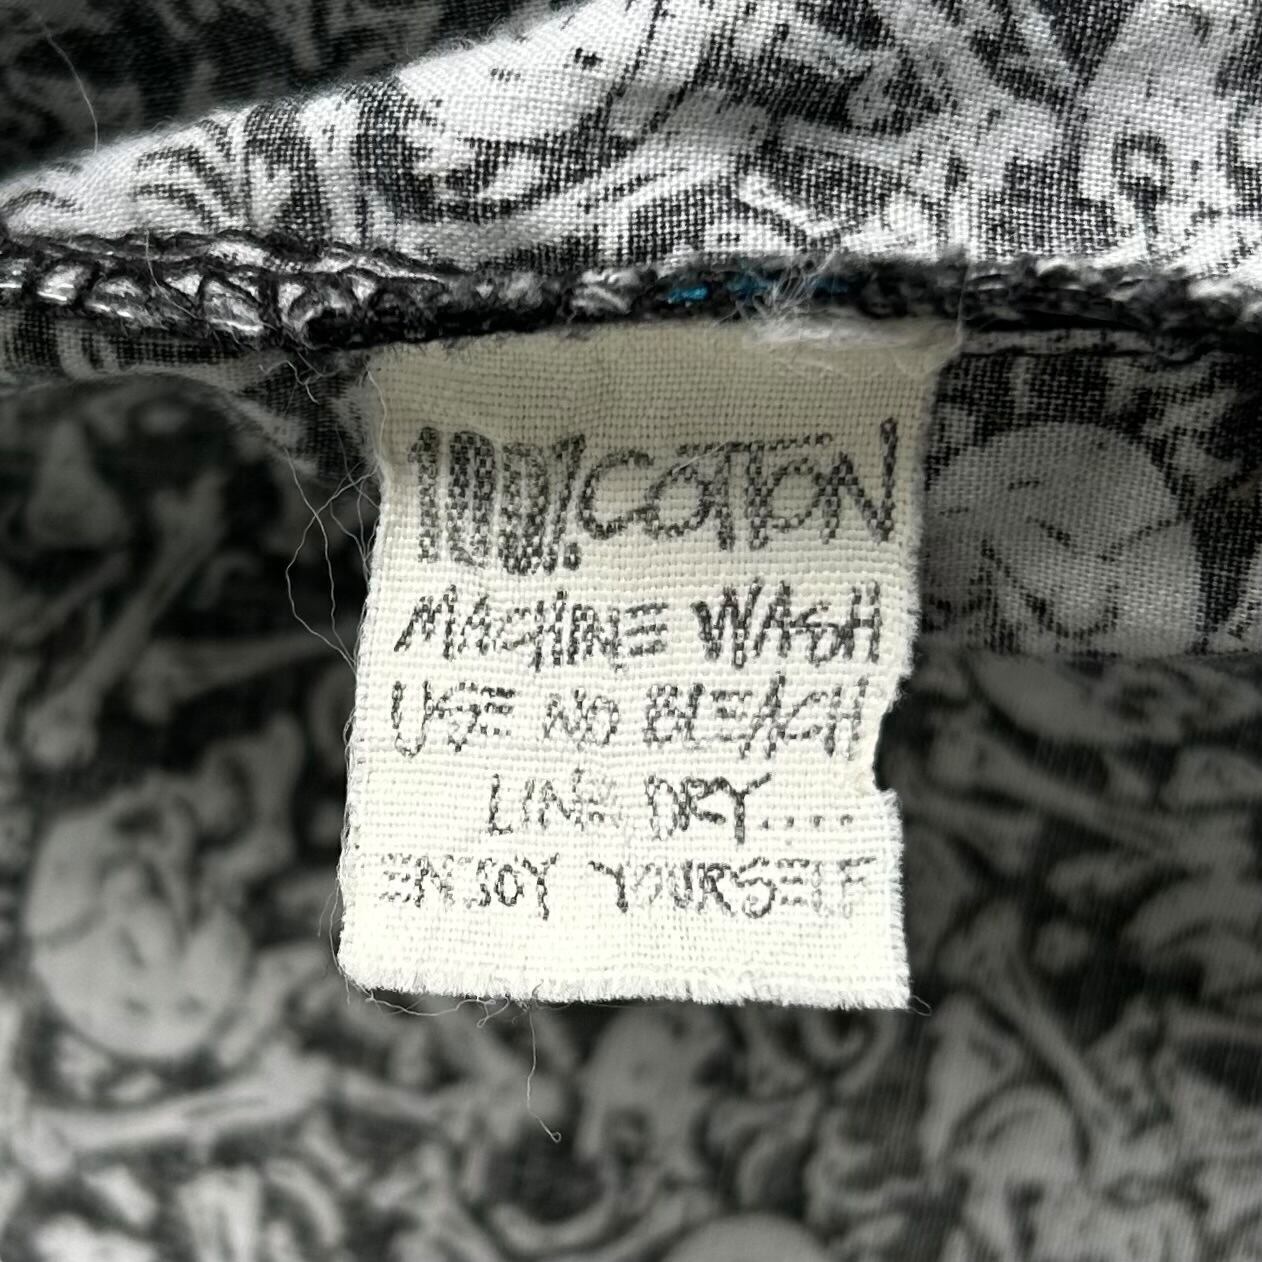 100% COTTON
MACHINE WASH
USE NO BLEACH
LINE DRY....
ENJOY YOURSELF